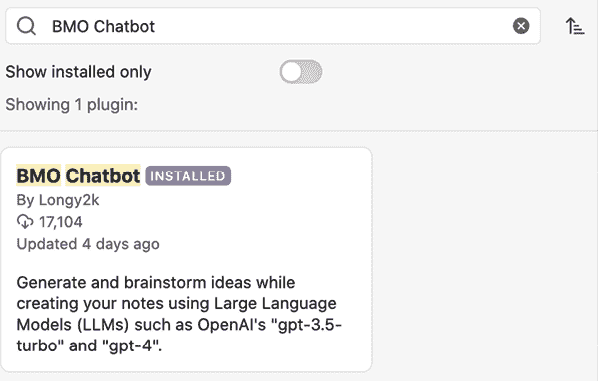 BMO Chatbot
Show installed only
Showing 1 plugin:
BMO Chatbot INSTALLED
By Longy2k
17,104
Updated 4 days ago
Generate and brainstorm ideas while
creating your notes using Large Language
Models (LLMs) such as OpenAI's "gpt-3.5-
turbo" and "gpt-4".